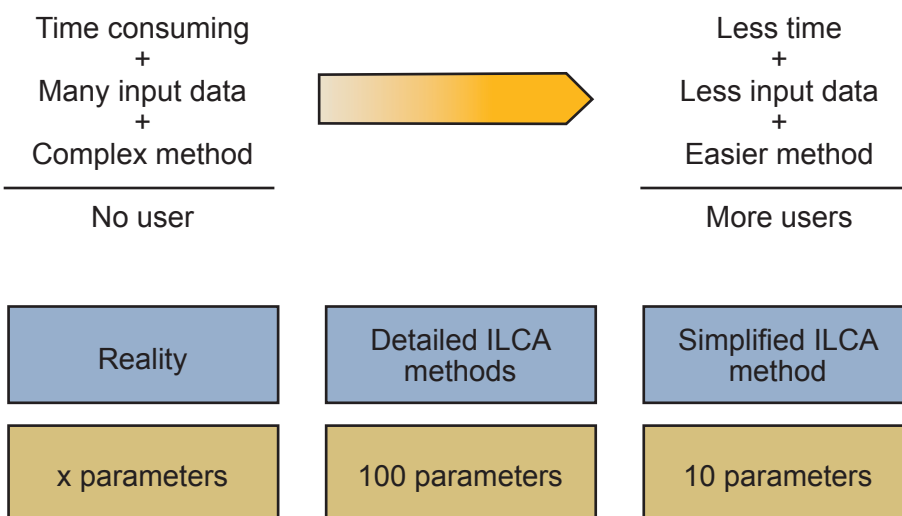 Time consuming
+
Many input data
+
Complex method
No user
Less time
+
Less input data
+
Easier method
More users
Reality
Detailed ILCA
methods
Simplified ILCA
method
x parameters
100 parameters
10 parameters